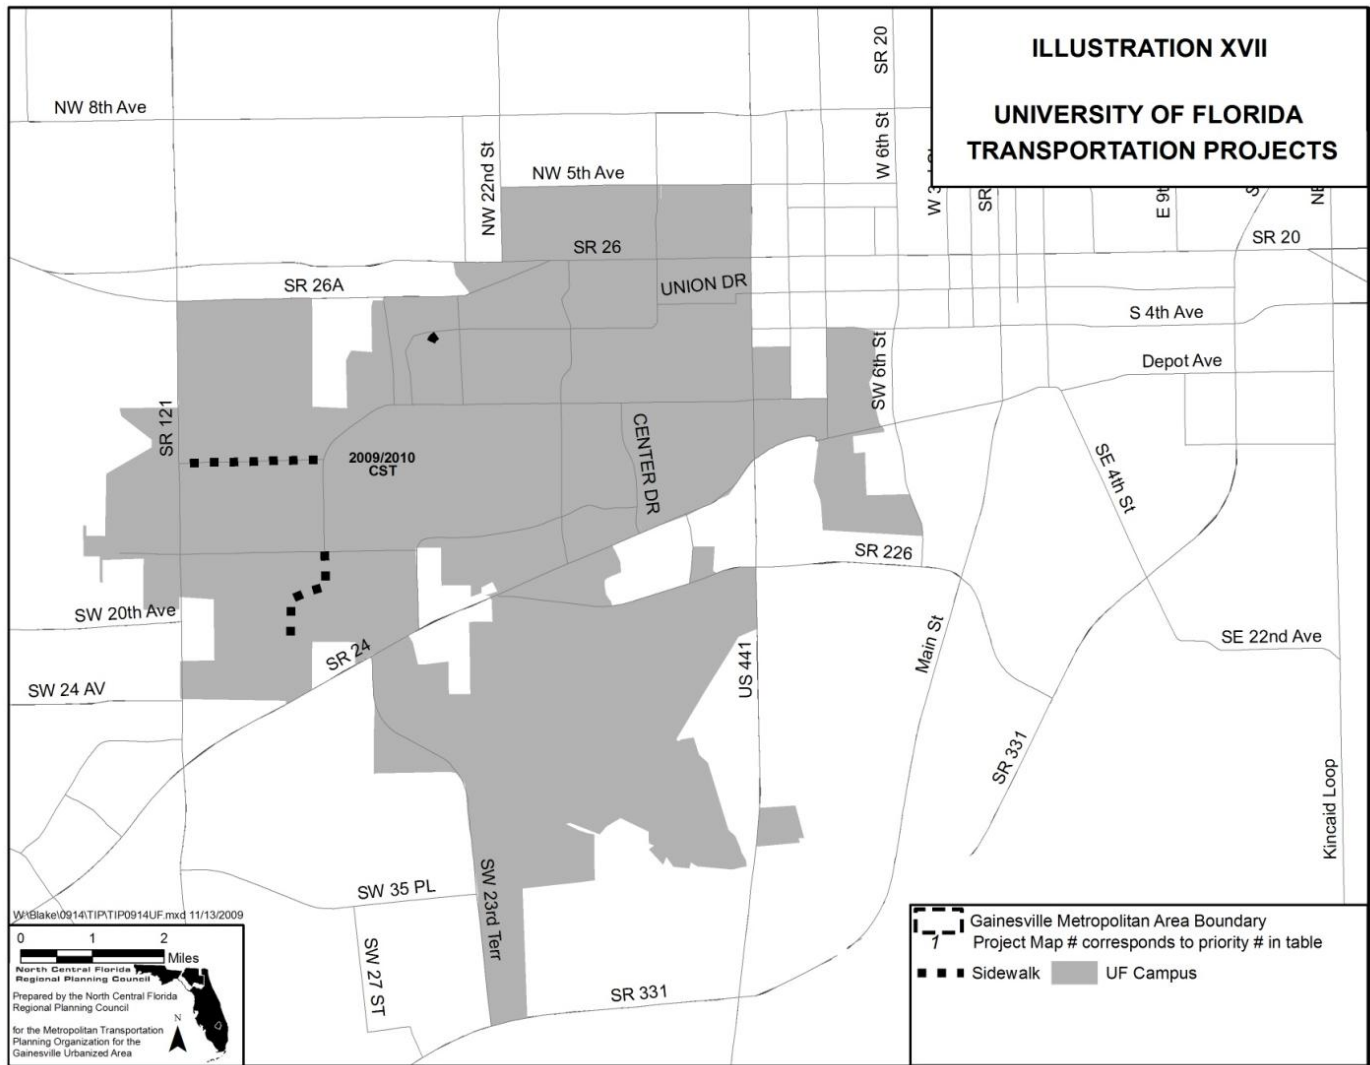 ILLUSTRATION XVII
UNIVERSITY OF FLORIDA
TRANSPORTATION PROJECTS
SR 20
NW 8th Ave
NW 22nd St
W 6th St
NW 5th Ave
SR
E
SR 26
SR 20
SR 26A
UNION DR
S 4th Ave
SW 6th St
Depot Ave
SR 121
2009/2010
CST
CENTER DR
SE 4th St
SR 226
SW 20th Ave
Main St
SE 22nd Ave
SR 24
US 441
SW 24 AV
SR 331
Kincaid Loop
SW 35 PL
SW 23rd Terr
SW 27 ST
SR 331
W:\Blake\0914\TIP\TIP0914UF.mxd 11/13/2009
0 1 2
Miles
North Central Florida
Regional Planning Council
Prepared by the North Central Florida
Regional Planning Council
N
for the Metropolitan Transportation
Planning Organization for the
Gainesville Urbanized Area
Gainesville Metropolitan Area Boundary
1 Project Map # corresponds to priority # in table
Sidewalk UF Campus